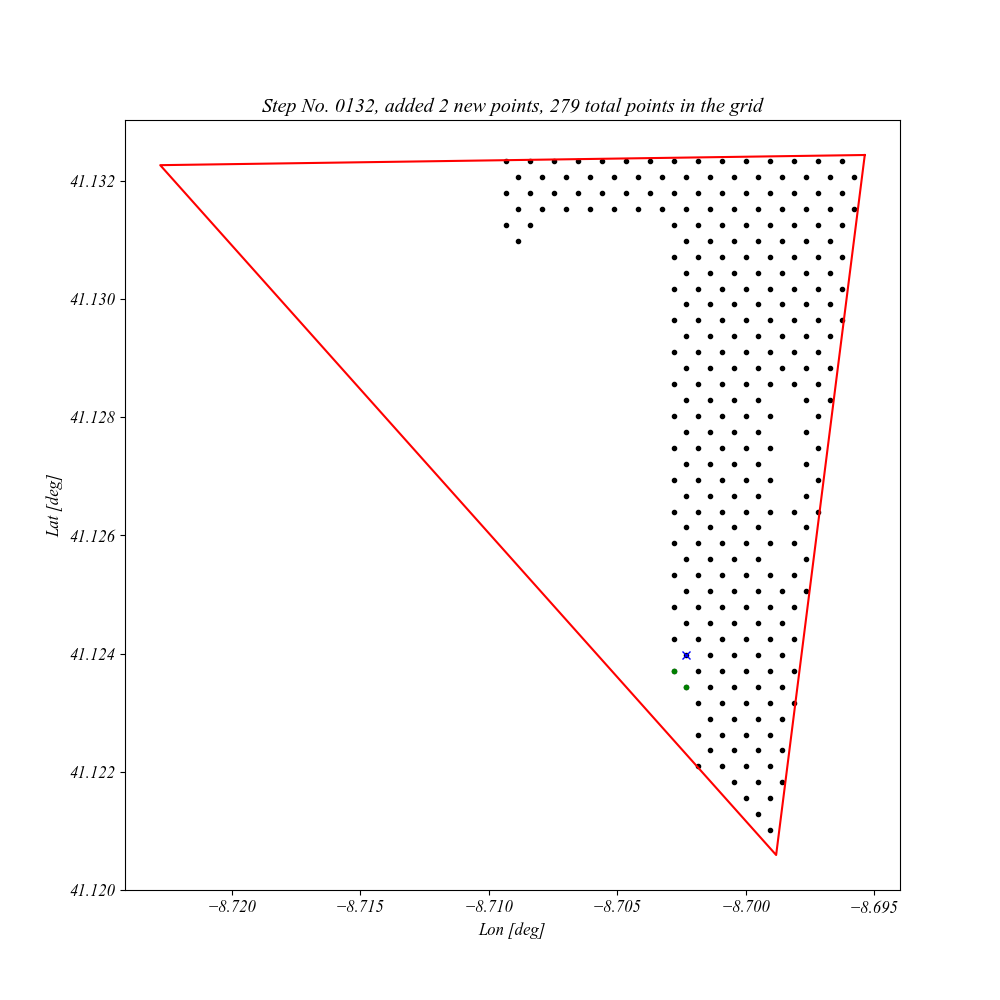 Step No. 0132, added 2 new points, 279 total points in the grid
41.132
41.130
41.128
41.126
41.124
41.122
41.120
Lat [deg]
−8.720 −8.715 −8.710 −8.705 −8.700 −8.695
Lon [deg]